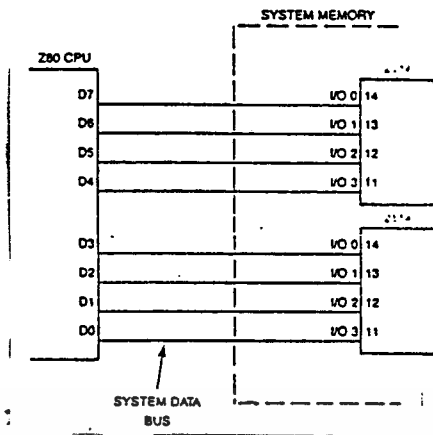 SYSTEM MEMORY
Z80 CPU
D7 I/O 0 14
D6 I/O 1 13
D5 I/O 2 12
D4 I/O 3 11
D3 I/O 0 14
D2 I/O 1 13
D1 I/O 2 12
D0 I/O 3 11
SYSTEM DATA
BUS